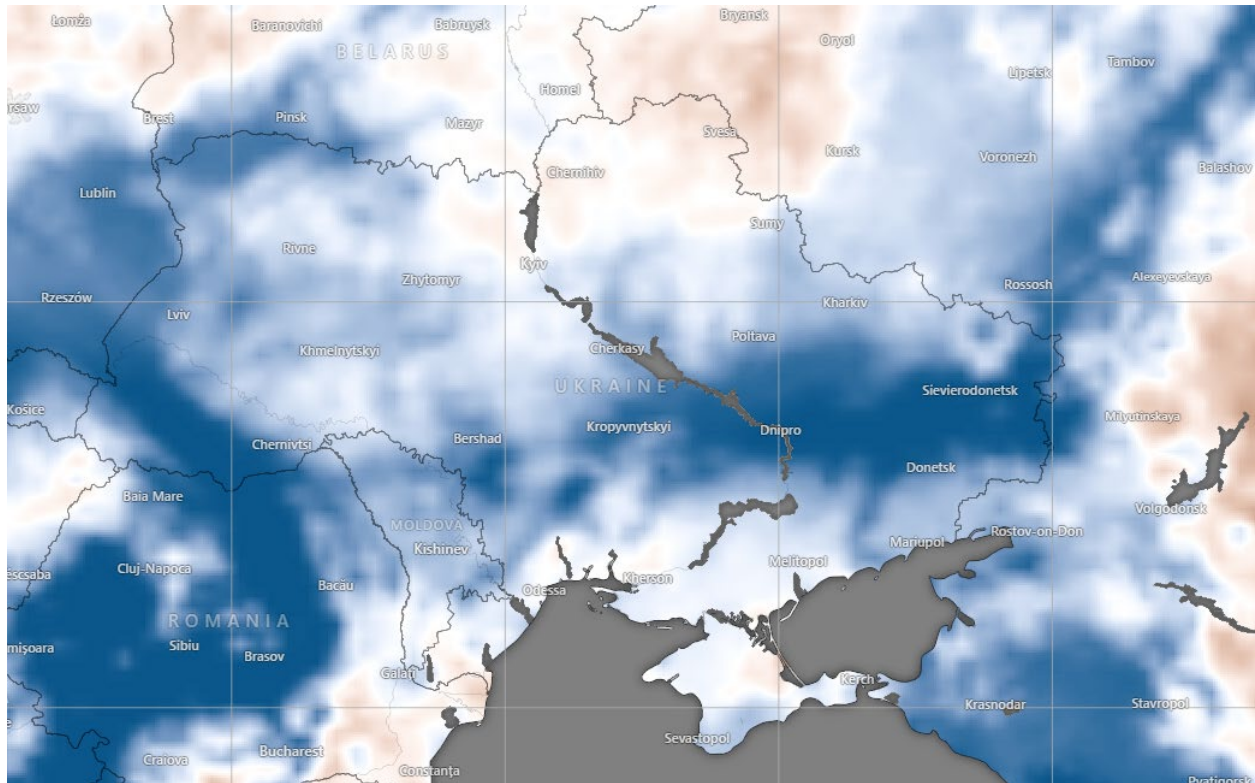 Łomża
Baranovichi
Babruysk
Bryansk
Oryol
BELARUS
Lipetsk
Tambov
Homel
rsaw
Brest
Pinsk
Mazyr
Svesa
Kursk
Voronezh
Balashov
Chernihiv
Lublin
Sumy
Rivne
Kyiv
Zhytomyr
Rossosh
Alexeyevskaya
Rzeszów
Lviv
Kharkiv
Khmelnytskyi
Cherkasy
Poltava
UKRAINE
Sievierodonetsk
Košice
Milyutinskaya
Kropyvnytskyi
Dnipro
Chernivtsi
Bershad
Donetsk
Baia Mare
Volgodonsk
MOLDOVA
Kishinev
Rostov-on-Don
Mariupol
Cluj-Napoca
Melitopol
éscsaba
Kherson
Bacău
Odessa
ROMANIA
Sibiu
Brasov
mișoara
Galați
Kerch
Krasnodar
Stavropol
Sevastopol
Bucharest
Craiova
Constanța
Pyatigorsk